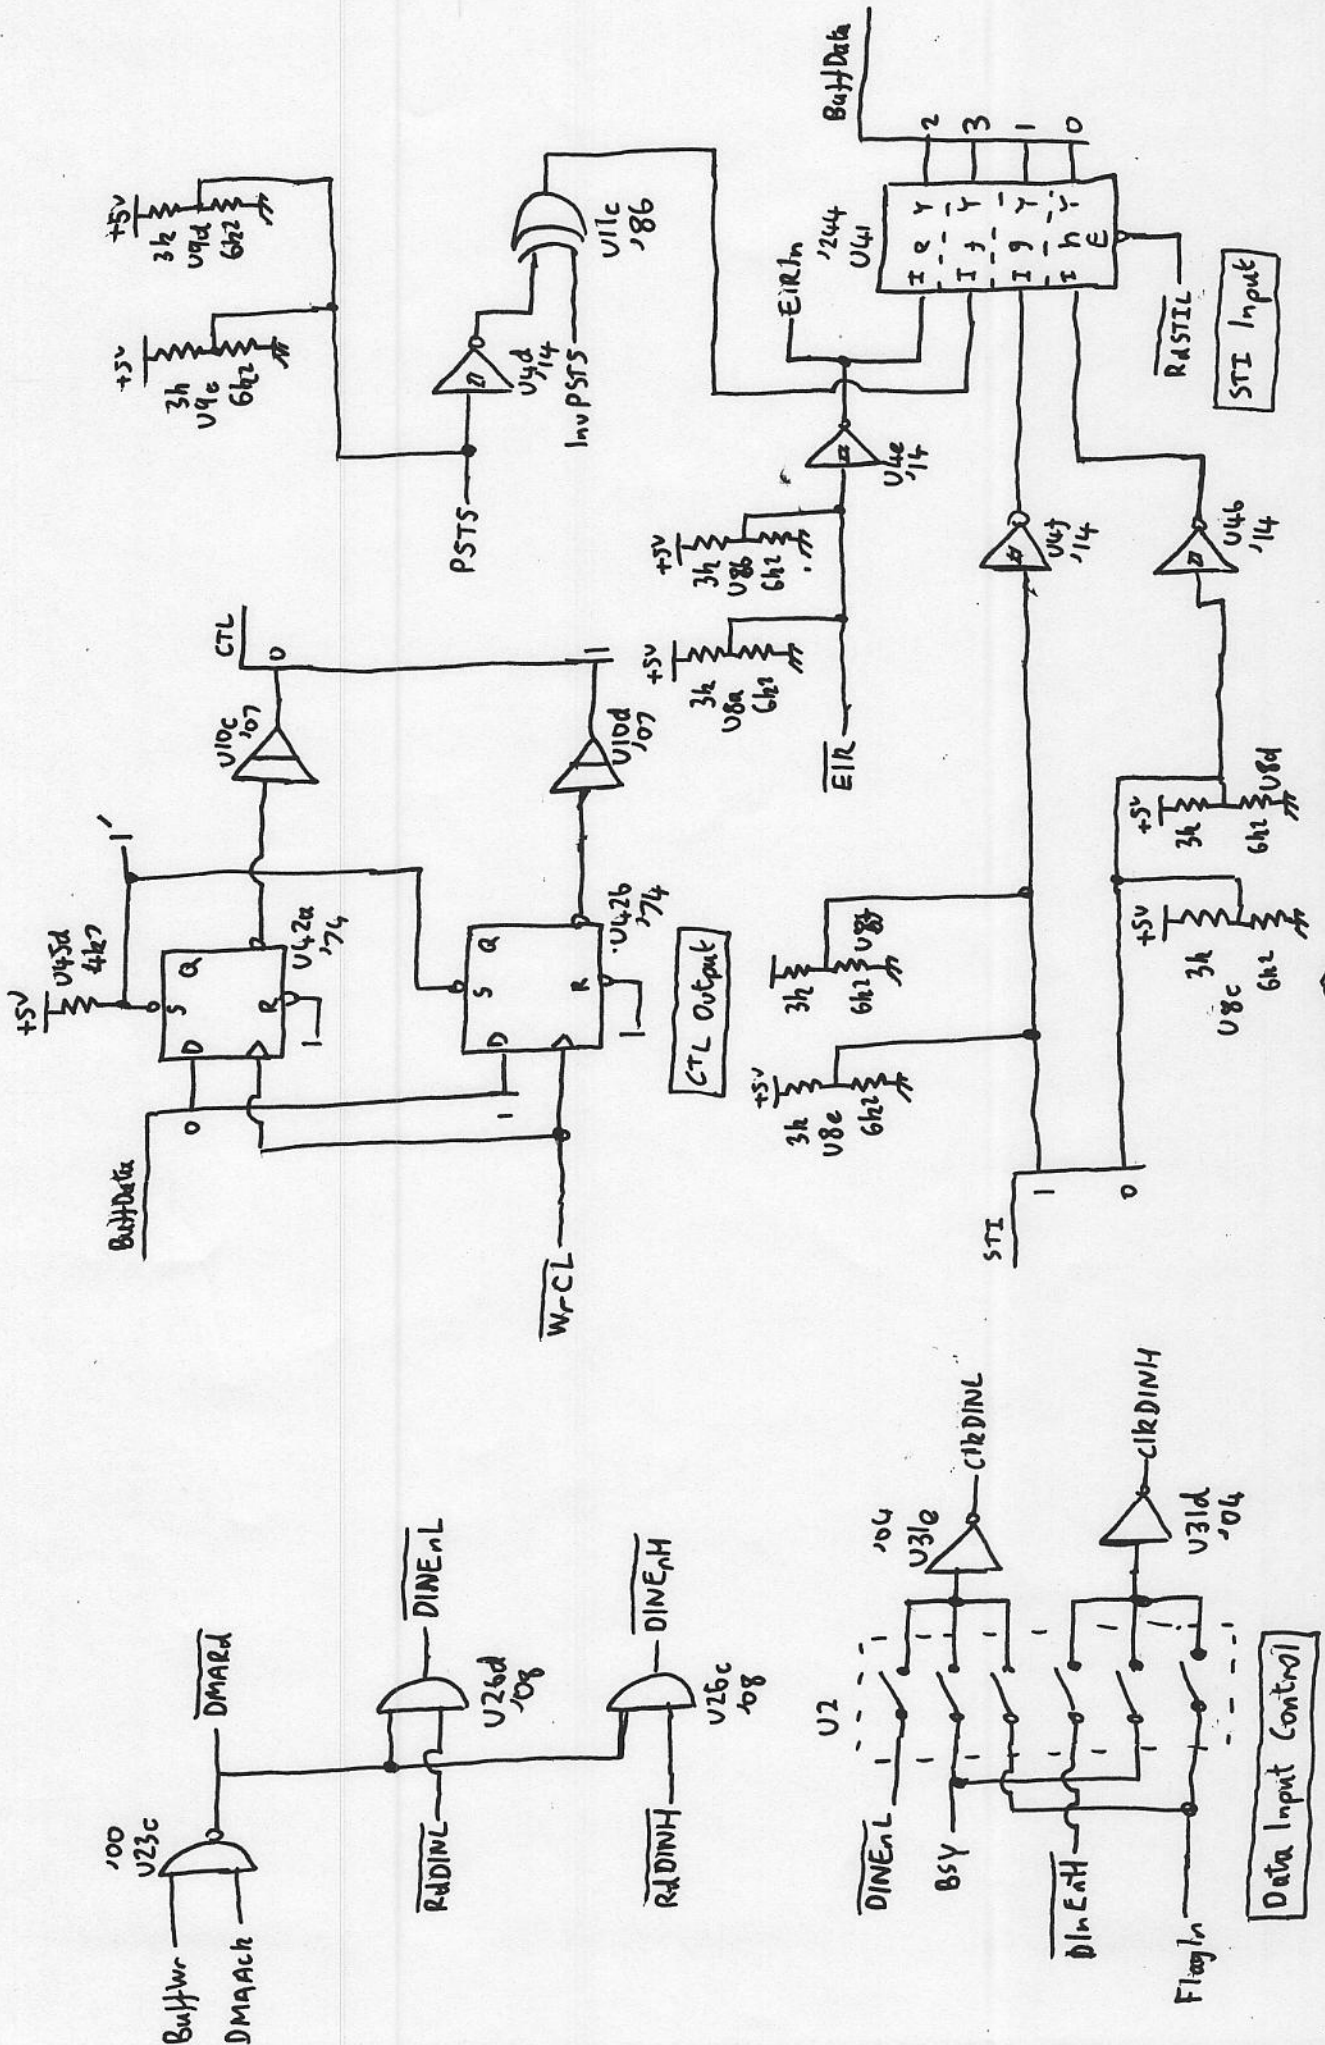 BuffWr
DMAAck
'00
U23c
DMARd
RdDINL
U26d
'08
DINEnL
RdDINH
U26c
'08
DINEnH
DINEnL
BSY
DInEnH
FlagIn
U2
'04
U31e
ClkDINL
U31d
'04
ClkDINH
Data Input Control
BuffData
0
1
WrCL
+5v
U45d
4k7
1'
D
S
Q
R
1
U42a
'74
D
S
Q
R
1
U42b
'74
U10c
'07
U10d
'07
CTL
0
1
CTL Output
PSTS
+5v
3k
U9c
6k2
+5v
3k
U9d
6k2
U4d
'14
InvPSTS
U11c
'86
EIR
+5v
3k
U8a
6k2
+5v
3k
U8b
6k2
U4e
'14
EIRIn
STI
1
0
+5v
3k
U8e
6k2
3k
U8f
6k2
U4f
'14
+5v
3k
U8c
6k2
+5v
3k
U8d
6k2
U4b
'14
'244
U41
I e Y
I f Y
I g Y
I h Y
E
2
3
1
0
BuffData
RdSTIL
STI Input